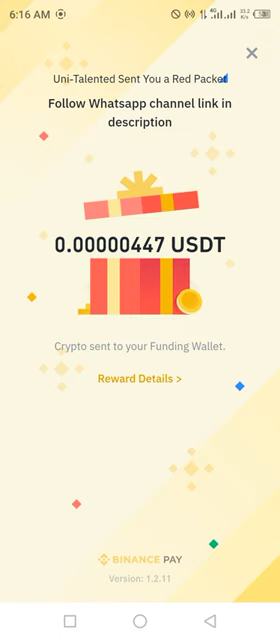 6:16 AM
Uni-Talented Sent You a Red Packet
Follow Whatsapp channel link in
description
0.00000447 USDT
Crypto sent to your Funding Wallet.
Reward Details >
BINANCE PAY
Version: 1.2.11